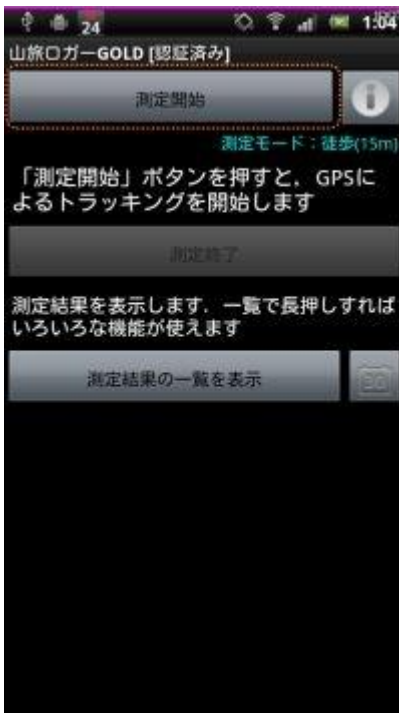 24 1:04
山旅ロガーGOLD [認証済み]
測定開始
測定モード：徒歩(15m)
「測定開始」ボタンを押すと，GPSに
よるトラッキングを開始します
測定終了
測定結果を表示します．一覧で長押しすれば
いろいろな機能が使えます
測定結果の一覧を表示